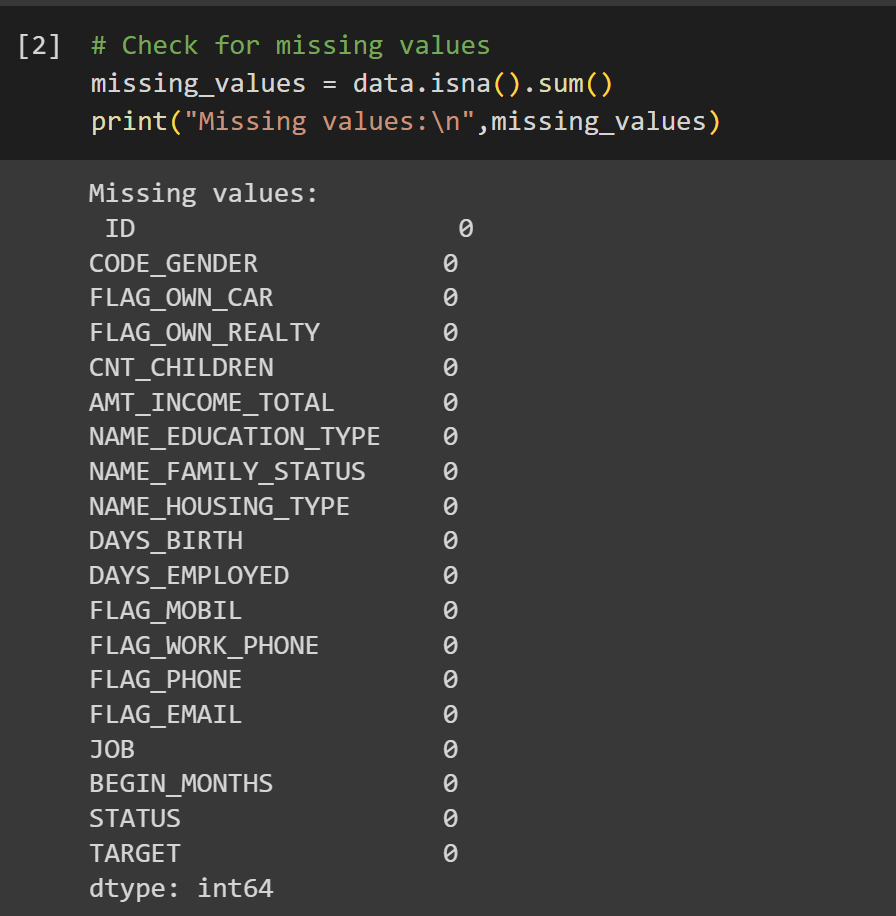 [2] # Check for missing values
missing_values = data.isna().sum()
print("Missing values:\n",missing_values)
Missing values:
 ID                     0
CODE_GENDER            0
FLAG_OWN_CAR           0
FLAG_OWN_REALTY        0
CNT_CHILDREN           0
AMT_INCOME_TOTAL       0
NAME_EDUCATION_TYPE    0
NAME_FAMILY_STATUS     0
NAME_HOUSING_TYPE      0
DAYS_BIRTH             0
DAYS_EMPLOYED          0
FLAG_MOBIL             0
FLAG_WORK_PHONE        0
FLAG_PHONE             0
FLAG_EMAIL             0
JOB                    0
BEGIN_MONTHS           0
STATUS                 0
TARGET                 0
dtype: int64